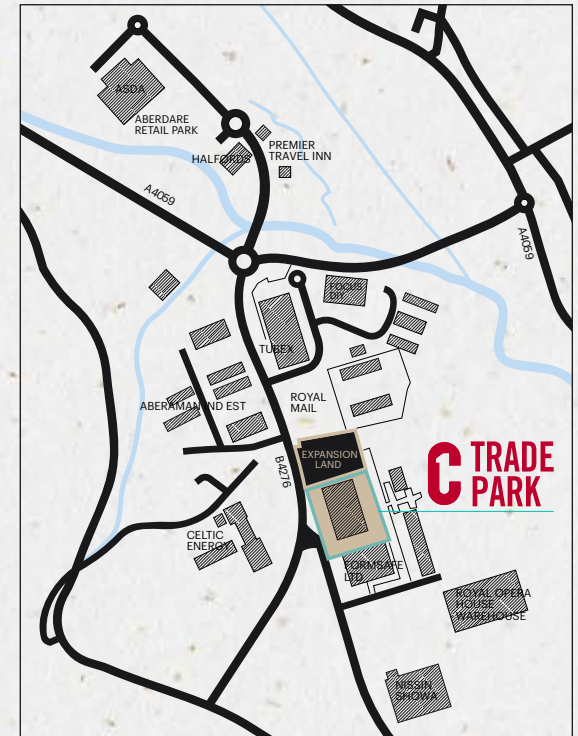 ASDA
ABERDARE
RETAIL PARK
HALFORDS
PREMIER
TRAVEL INN
A4059
A4059
FOCUS
DIY
TUBEX
ABERAMAN IND EST
ROYAL
MAIL
B4276
EXPANSION
LAND
C TRADE
PARK
CELTIC
ENERGY
FORMSAFE
LTD
ROYAL OPERA
HOUSE
WAREHOUSE
NISSIN
SHOWA